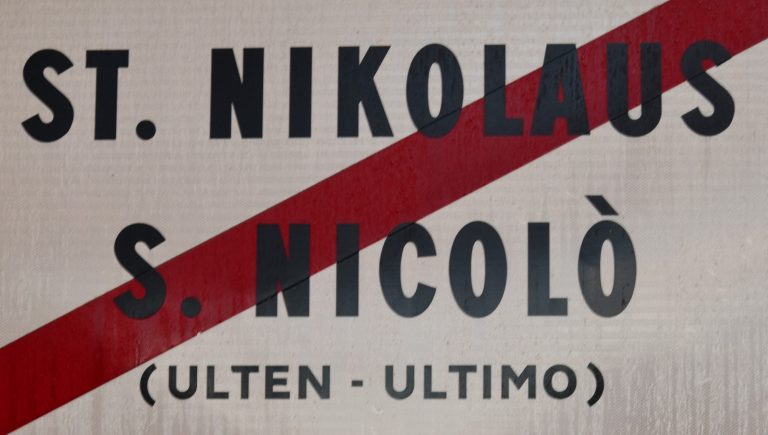 ST. NIKOLAUS
S. NICOLÒ
(ULTEN - ULTIMO)